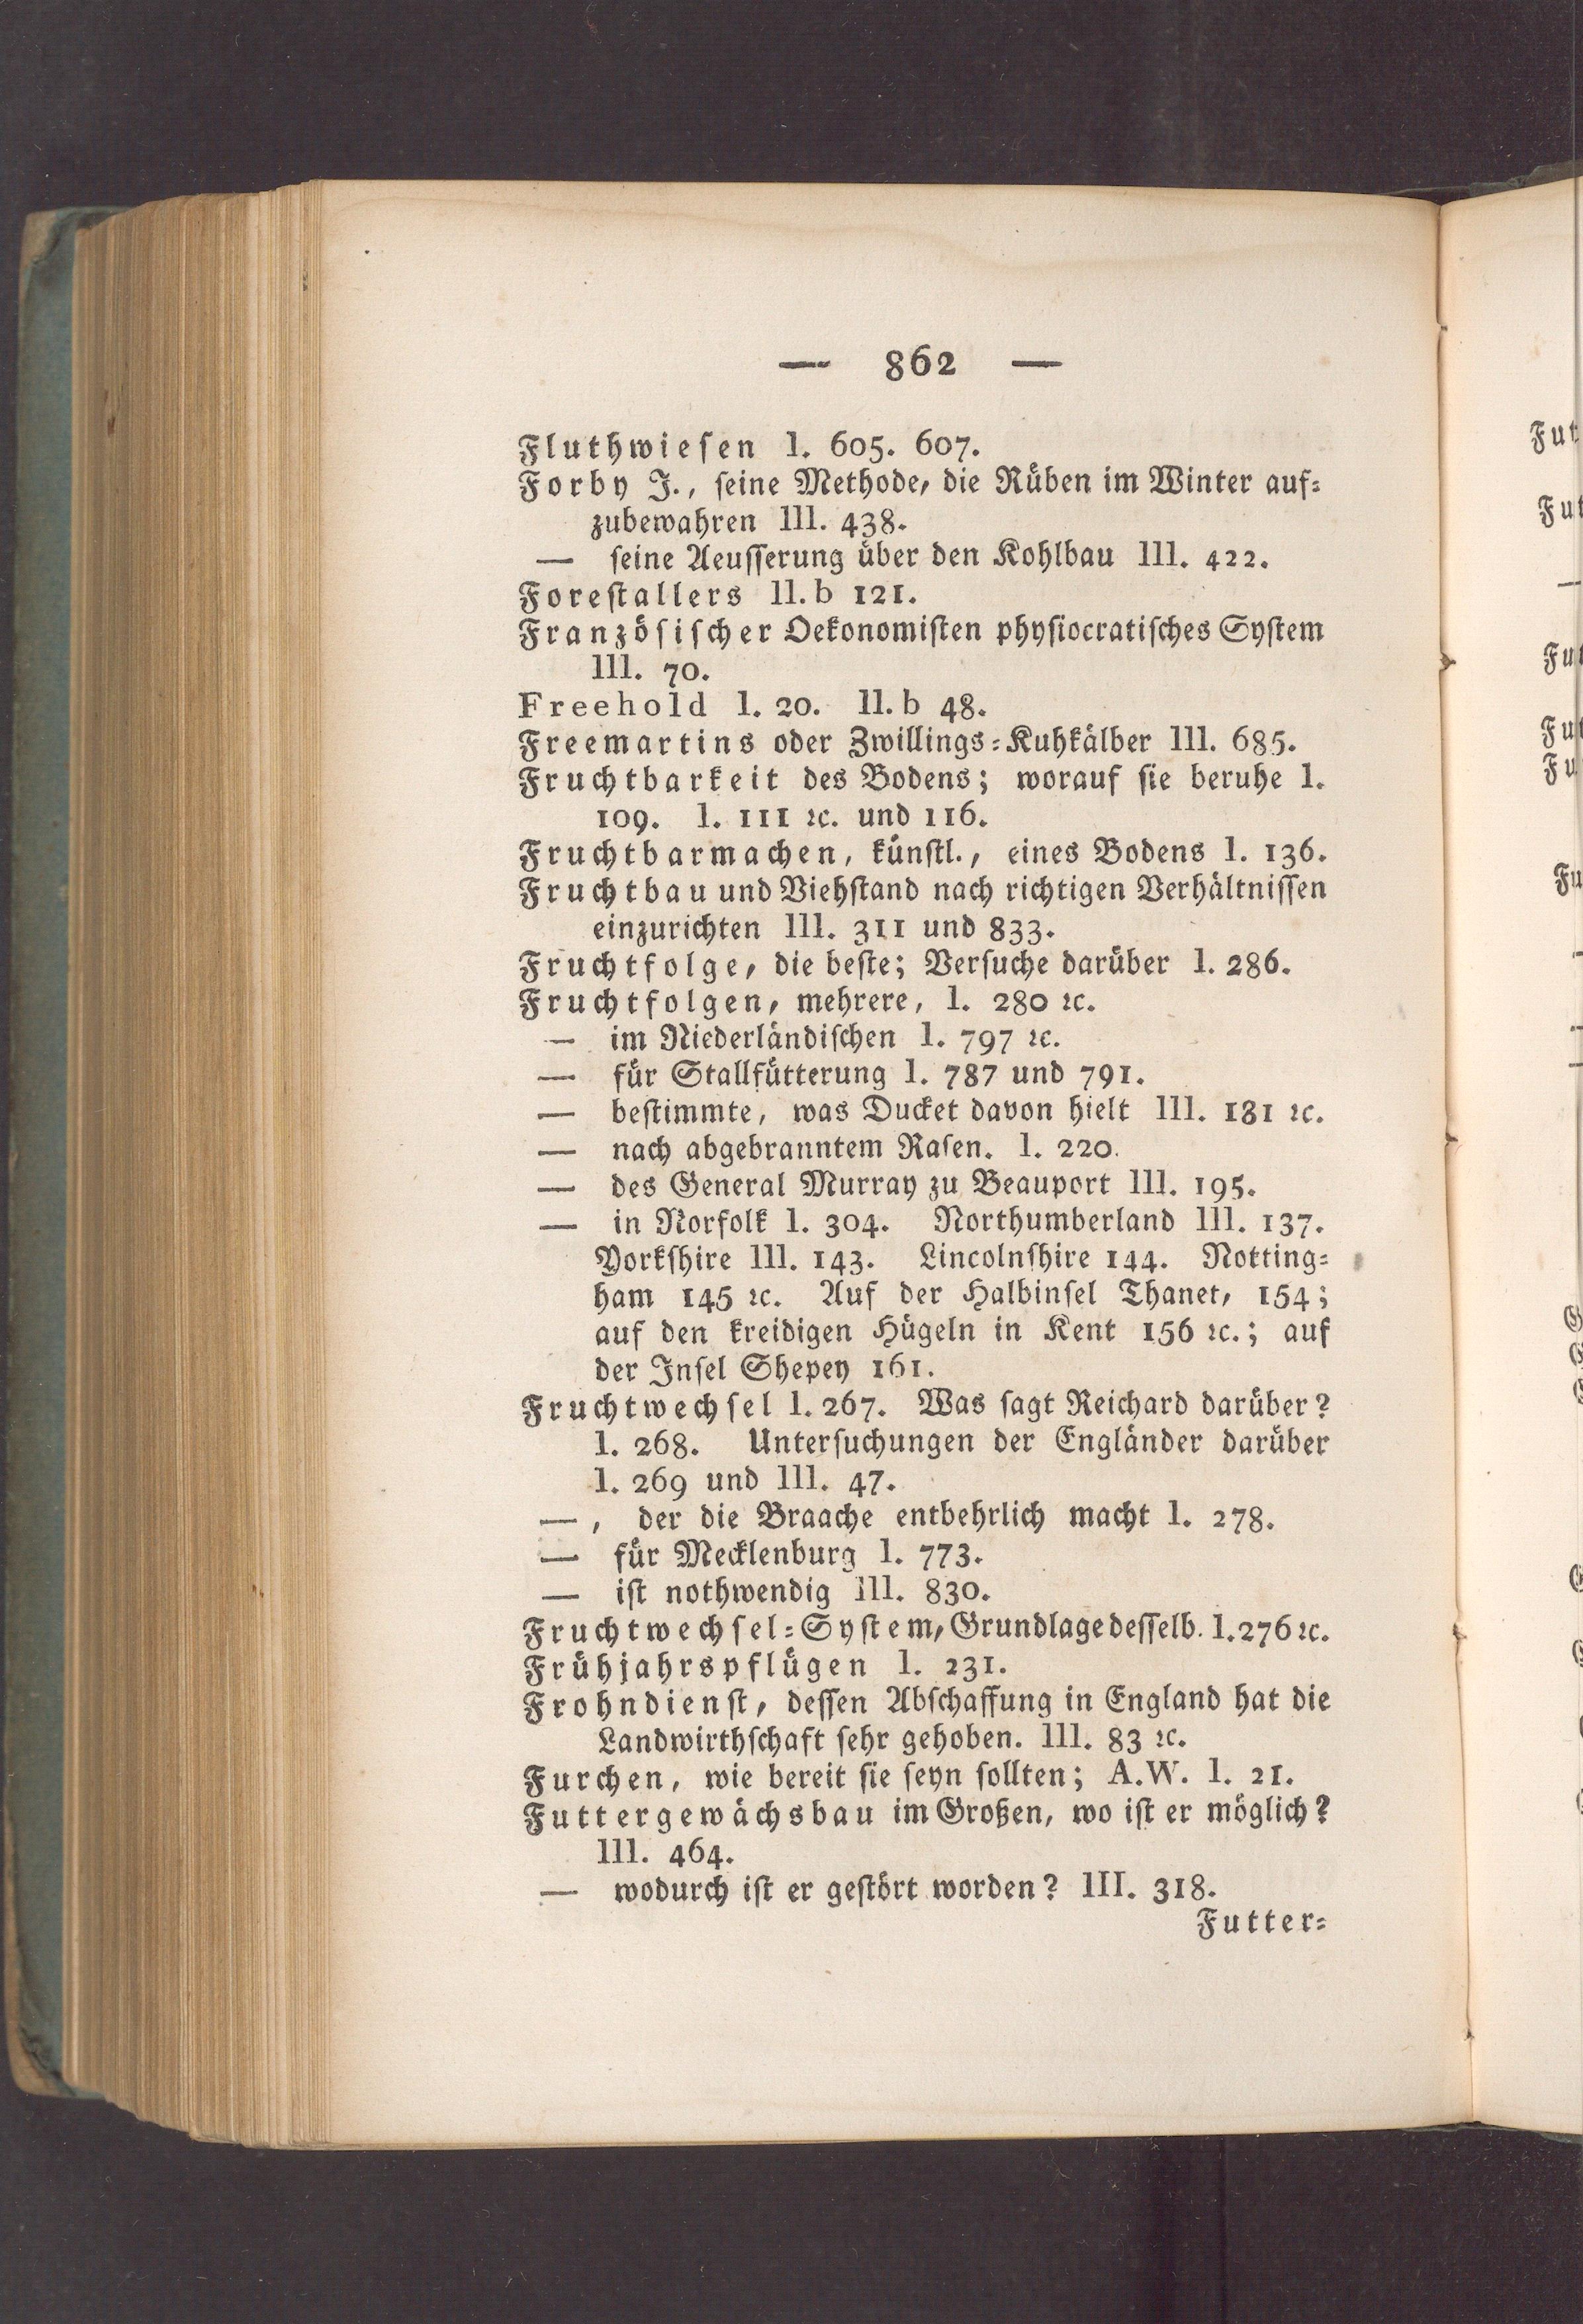 — 862 —
Fluthwieſen I. 605. 607.
Forby J., ſeine Methode, die Rüben im Winter auf-
zubewahren III. 438.
— ſeine Aeuſſerung über den Kohlbau III. 422.
Foreſtallers II. b 121.
Franzöſiſcher Oekonomiſten phyſiocratiſches Syſtem
III. 70.
Freehold I. 20. II. b 48.
Freemartins oder Zwillings-Kuhkälber III. 685.
Fruchtbarkeit des Bodens; worauf ſie beruhe I.
109. I. 111 ꝛc. und 116.
Fruchtbarmachen, künſtl., eines Bodens I. 136.
Fruchtbau und Viehſtand nach richtigen Verhältniſſen
einzurichten III. 311 und 833.
Fruchtfolge, die beſte; Verſuche darüber I. 286.
Fruchtfolgen, mehrere, I. 280 ꝛc.
— im Niederländiſchen I. 797 ꝛc.
— für Stallfütterung I. 787 und 791.
— beſtimmte, was Ducket davon hielt III. 181 ꝛc.
— nach abgebranntem Raſen. I. 220.
— des General Murray zu Beauport III. 195.
— in Norfolk I. 304. Northumberland III. 137.
Yorkſhire III. 143. Lincolnſhire 144. Notting-
ham 145 ꝛc. Auf der Halbinſel Thanet, 154;
auf den kreidigen Hügeln in Kent 156 ꝛc.; auf
der Inſel Shepey 161.
Fruchtwechſel I. 267. Was ſagt Reichard darüber?
I. 268. Unterſuchungen der Engländer darüber
I. 269 und III. 47.
—, der die Braache entbehrlich macht I. 278.
— für Mecklenburg I. 773.
— iſt nothwendig III. 830.
Fruchtwechſel-Syſtem, Grundlage deſſelb. I. 276 ꝛc.
Frühjahrspflügen I. 231.
Frohndienſt, deſſen Abſchaffung in England hat die
Landwirthſchaft ſehr gehoben. III. 83 ꝛc.
Furchen, wie bereit ſie ſeyn ſollten; A.W. I. 21.
Futtergewächsbau im Großen, wo iſt er möglich?
III. 464.
— wodurch iſt er geſtört worden? III. 318.
Futter-